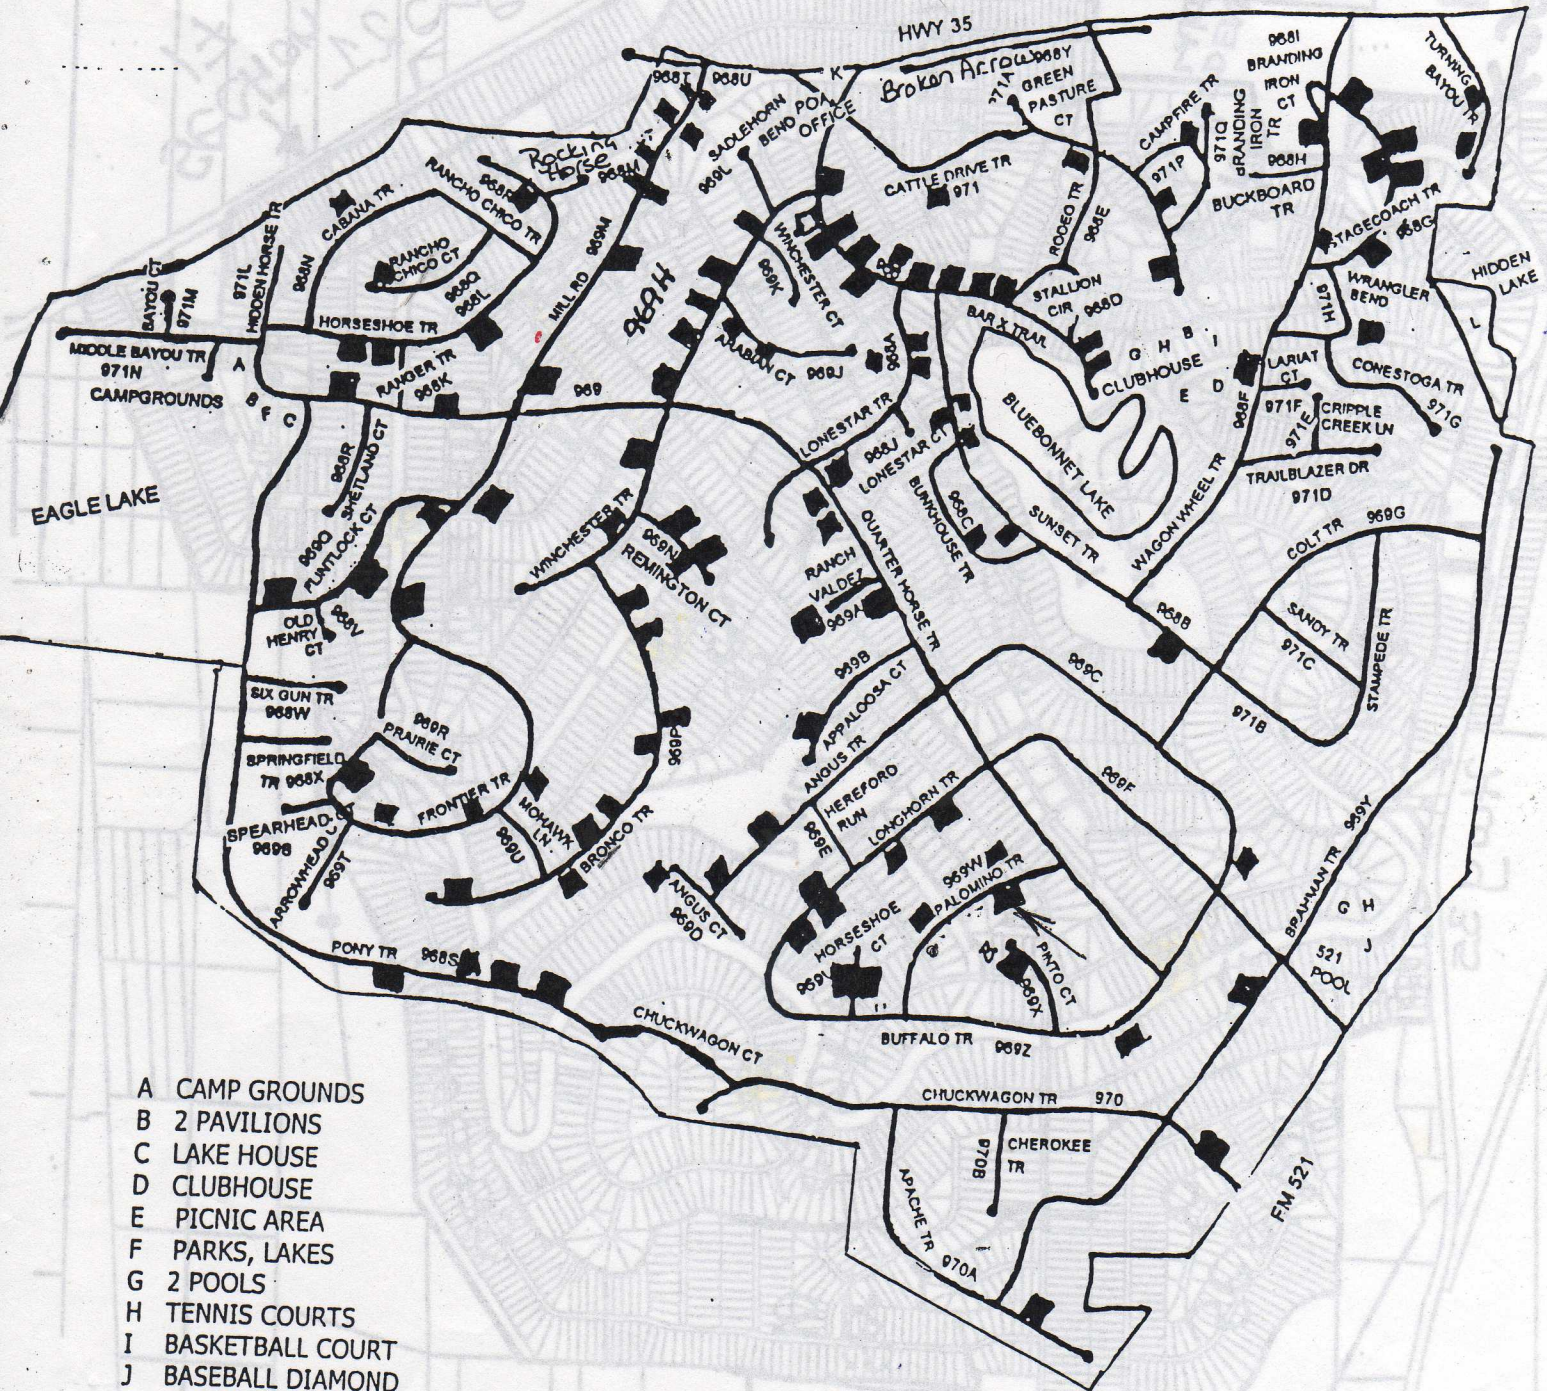 HWY 35
968T
968U
K
Broken Arrow
968Y
971A
GREEN
PASTURE
CT
968I
BRANDING
IRON
CT
TURNING
BAYOU TR
SADLEHORN
BEND
969L
POA
OFFICE
CAMPFIRE TR
971P
971Q
BRANDING
IRON
TR
968H
BUCKBOARD
TR
Rocking
Horse
968M
RANCHO CHICO TR
968P
CABANA TR
968N
RANCHO
CHICO CT
968Q
968L
HIDDEN HORSE TR
971L
BAYOU CT
971M
HORSESHOE TR
MIDDLE BAYOU TR
971N
CAMPGROUNDS
A
B
F
C
RANGER TR
968K
MILL RD
969M
969H
969
CATTLE DRIVE TR
971
RODEO TR
968E
WINCHESTER CT
969K
968
STALLION
CIR
968D
BAR X TRAIL
ARABIAN CT
969J
968A
STAGECOACH TR
968G
WRANGLER
BEND
971H
HIDDEN
LAKE
L
G H B I
CLUBHOUSE
E D
LARIAT
CT
971F
CONESTOGA TR
971G
968F
971E
CRIPPLE
CREEK LN
TRAILBLAZER DR
971D
WAGON WHEEL TR
BLUEBONNET LAKE
LONESTAR TR
968J
LONESTAR CT
BUNKHOUSE TR
968C
SUNSET TR
968B
EAGLE LAKE
968R
SHETLAND CT
969Q
FLINTLOCK CT
OLD
HENRY
CT
968V
SIX GUN TR
968W
SPRINGFIELD
TR 968X
SPEARHEAD CT
969S
ARROWHEAD CT
969T
969R
PRAIRIE CT
FRONTIER TR
MOHAWK
LN
969U
BRONCO TR
969P
WINCHESTER TR
969N
REMINGTON CT
RANCH
VALDEZ
969A
QUARTER HORSE TR
969B
APPALOOSA CT
ANGUS TR
969C
COLT TR
969G
SANDY TR
971C
STAMPEDE TR
971B
HEREFORD
RUN
969E
LONGHORN TR
969F
969W
PALOMINO TR
ANGUS CT
969D
HORSESHOE
CT
969V
PINTO CT
969X
BUFFALO TR
969Z
BRAHMAN TR
969Y
G H
J
521
POOL
PONY TR
968S
CHUCKWAGON CT
CHUCKWAGON TR
970
970B
CHEROKEE
TR
APACHE TR
970A
FM 521
A CAMP GROUNDS
B 2 PAVILIONS
C LAKE HOUSE
D CLUBHOUSE
E PICNIC AREA
F PARKS, LAKES
G 2 POOLS
H TENNIS COURTS
I BASKETBALL COURT
J BASEBALL DIAMOND